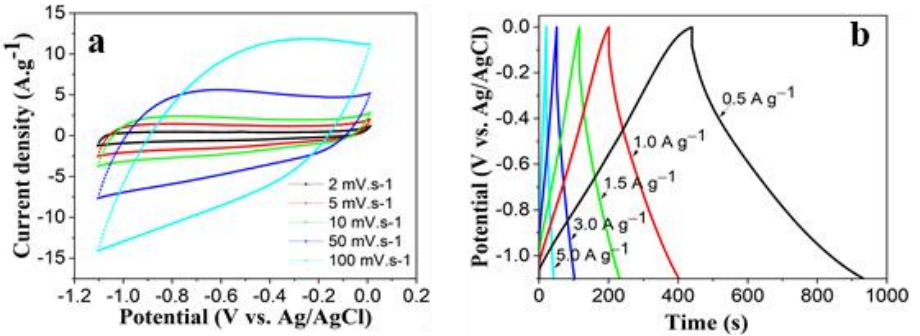 a
Current density (A.g-1)
15
10
5
0
-5
-10
-15
2 mV.s-1
5 mV.s-1
10 mV.s-1
50 mV.s-1
100 mV.s-1
-1.2 -1.0 -0.8 -0.6 -0.4 -0.2 0.0 0.2
Potential (V vs. Ag/AgCl)
b
Potential (V vs. Ag/AgCl)
0.0
-0.2
-0.4
-0.6
-0.8
-1.0
0.5 A g−1
1.0 A g−1
1.5 A g−1
3.0 A g−1
5.0 A g−1
0 200 400 600 800 1000
Time (s)